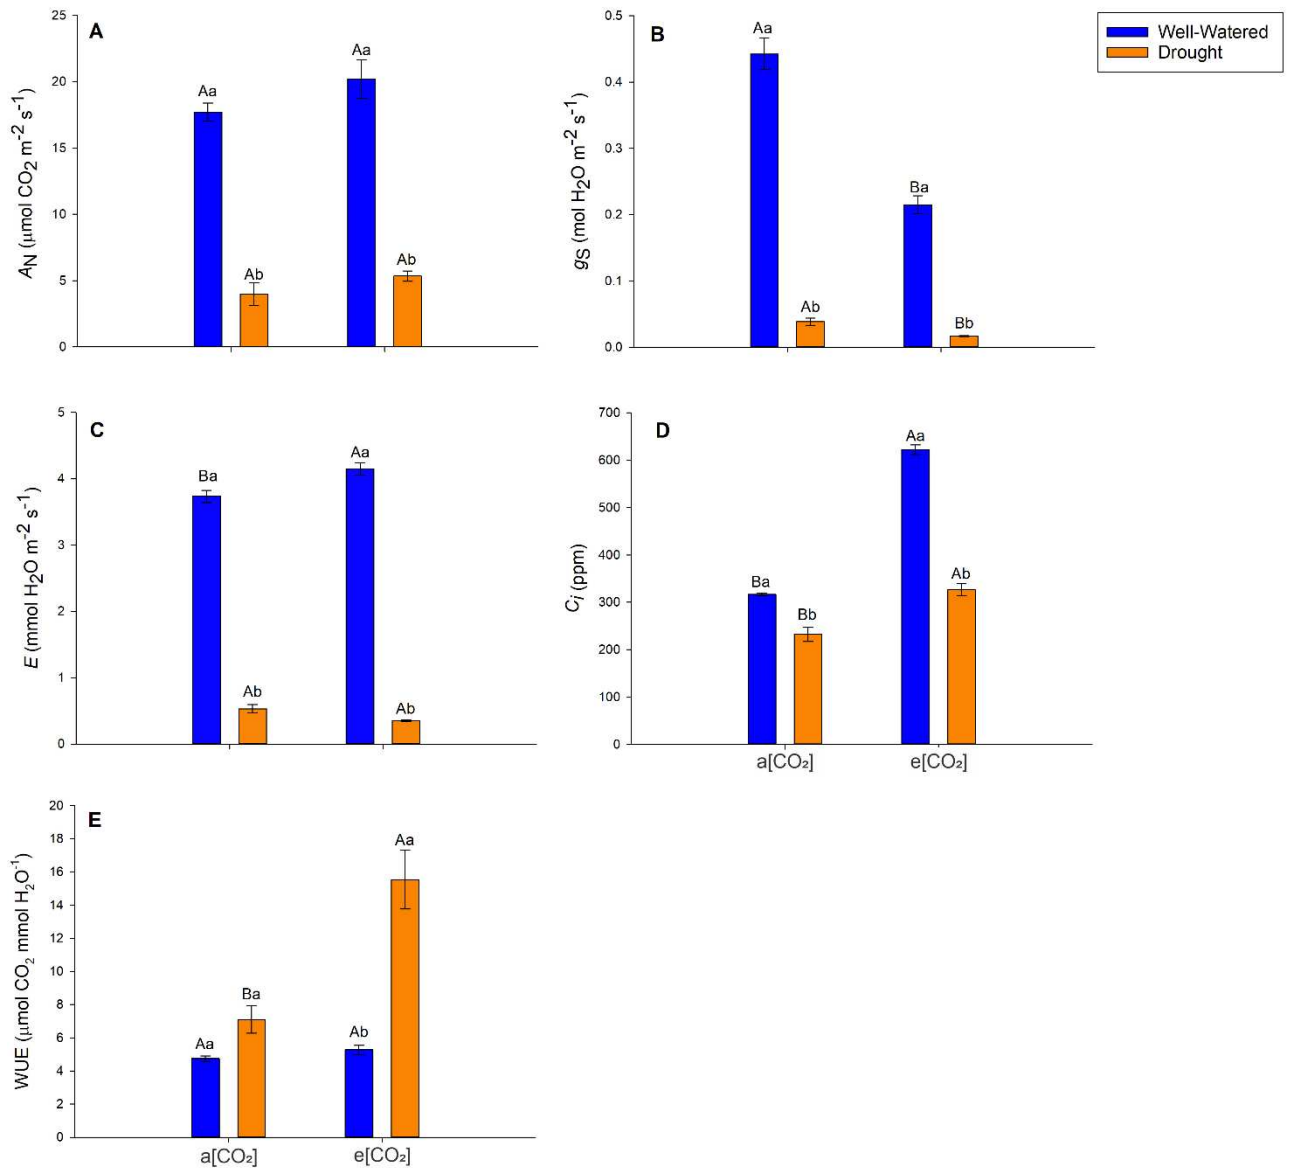 A
25
20
15
10
5
0
A_N (μmol CO₂ m⁻² s⁻¹)
Aa
Ab
Aa
Ab
B
0.5
0.4
0.3
0.2
0.1
0.0
g_S (mol H₂O m⁻² s⁻¹)
Aa
Ab
Ba
Bb
Well-Watered
Drought
C
5
4
3
2
1
0
E (mmol H₂O m⁻² s⁻¹)
Ba
Ab
Aa
Ab
D
700
600
500
400
300
200
100
0
C_i (ppm)
Ba
Bb
Aa
Ab
a[CO₂] e[CO₂]
E
20
18
16
14
12
10
8
6
4
2
0
WUE (μmol CO₂ mmol H₂O⁻¹)
Aa
Ba
Ab
Aa
a[CO₂] e[CO₂]